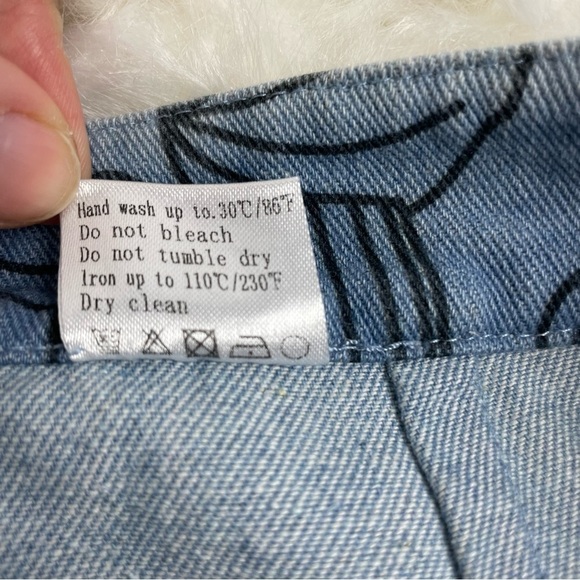 Hand wash up to.30℃/86℉
Do not bleach
Do not tumble dry
Iron up to 110℃/230℉
Dry clean